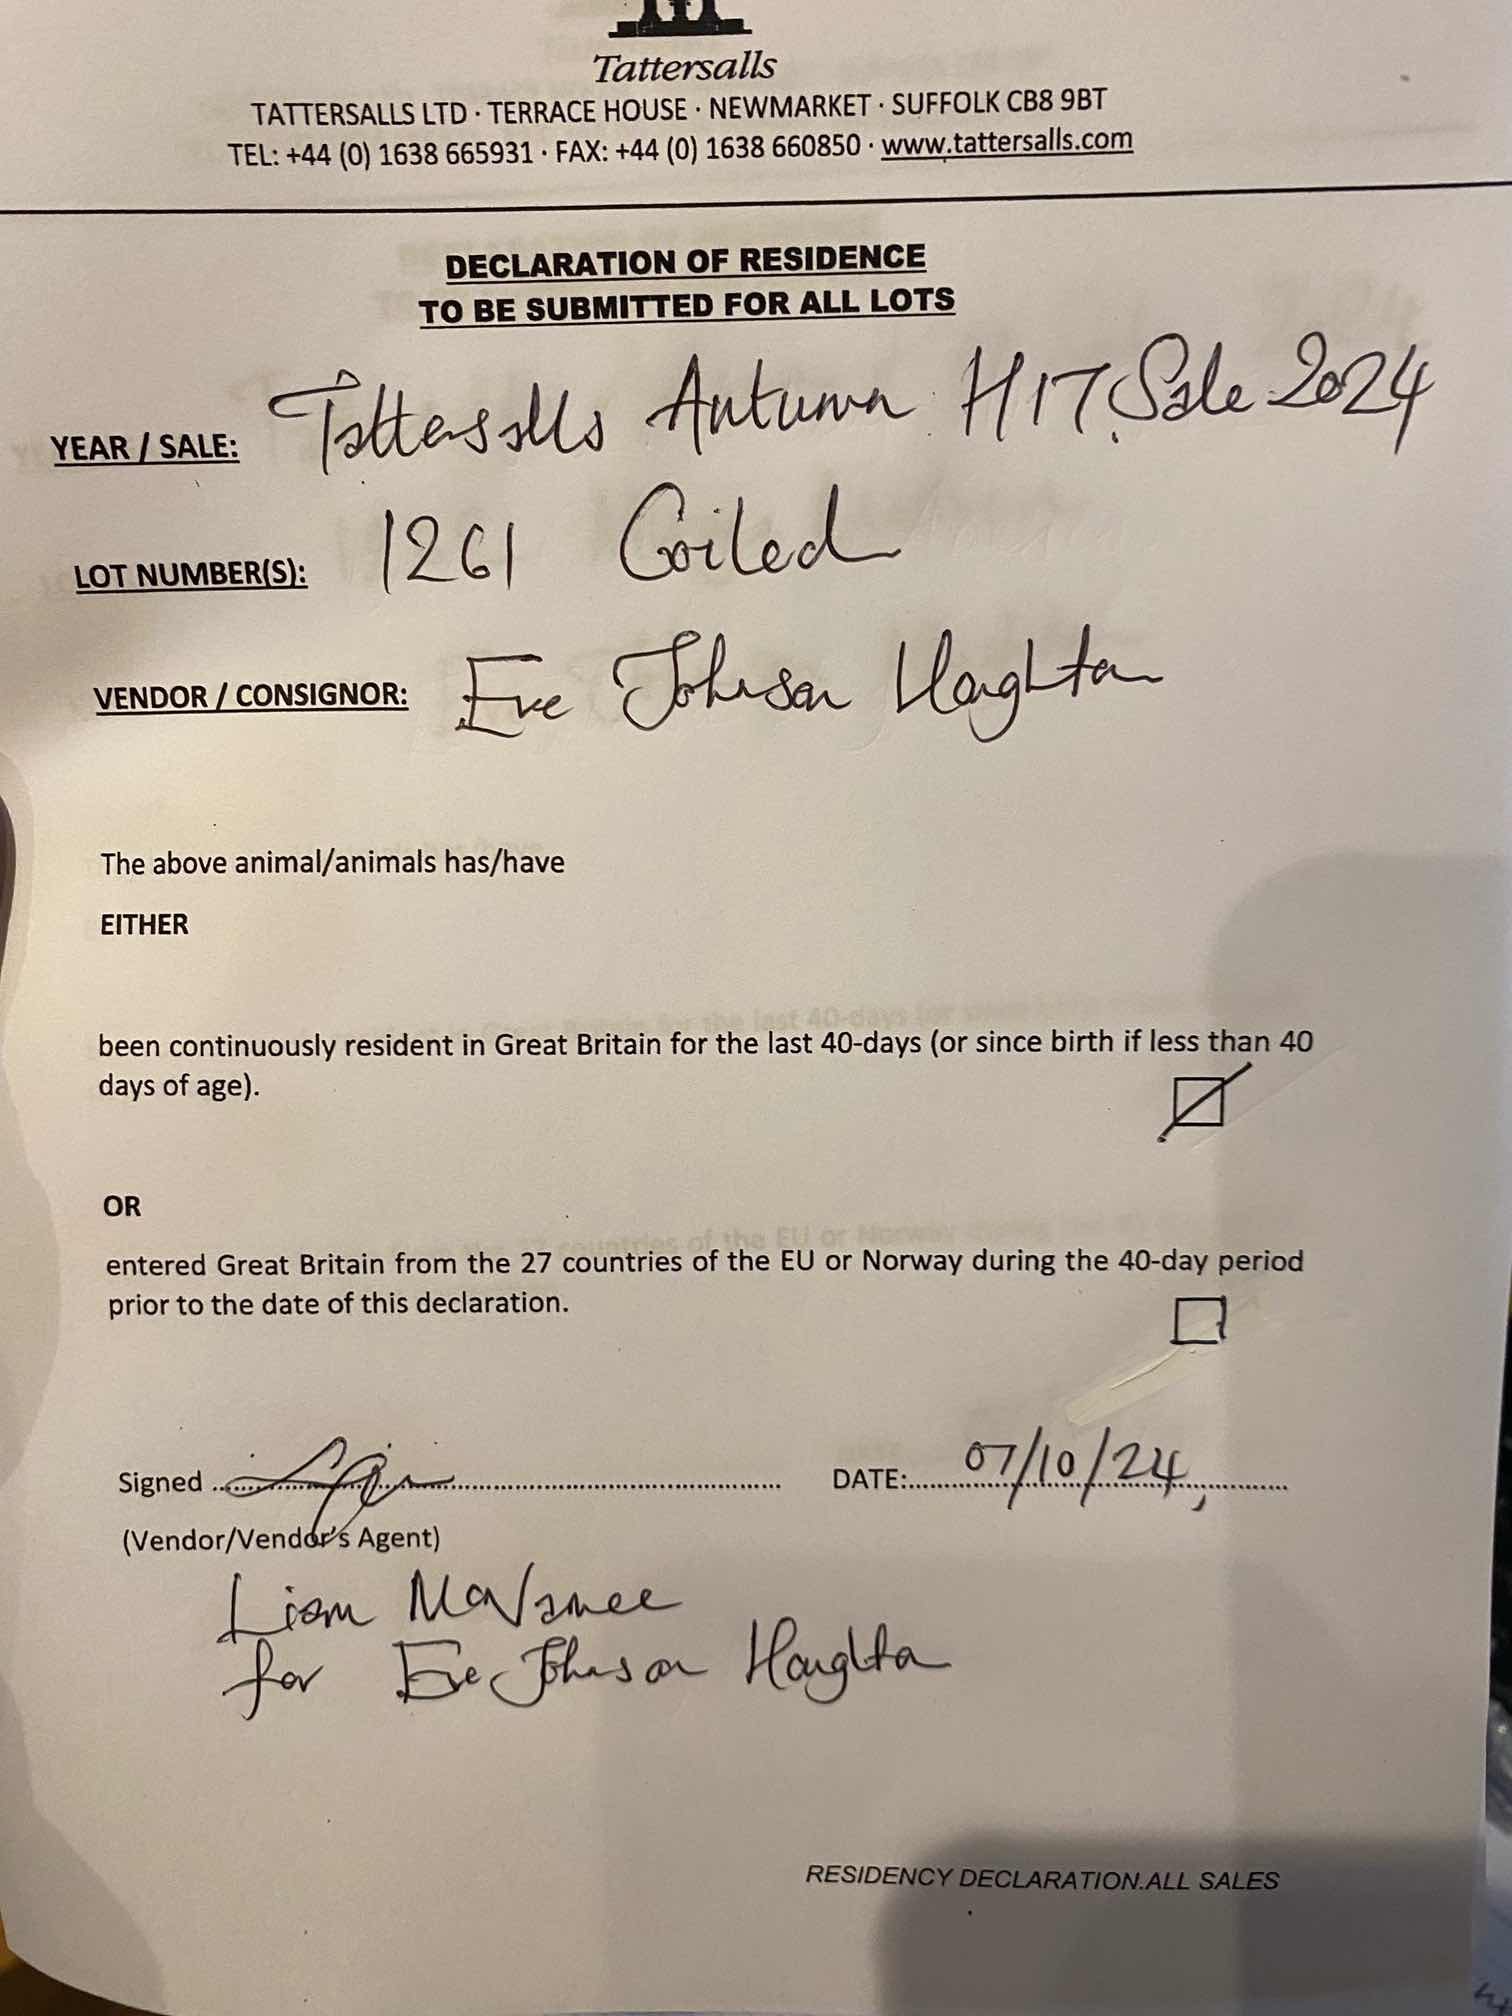 Tattersalls
TATTERSALLS LTD · TERRACE HOUSE · NEWMARKET · SUFFOLK CB8 9BT
TEL: +44 (0) 1638 665931 · FAX: +44 (0) 1638 660850 · www.tattersalls.com
DECLARATION OF RESIDENCE
TO BE SUBMITTED FOR ALL LOTS
YEAR / SALE: Tattersalls Autumn HIT Sale 2024
LOT NUMBER(S): 1261 Coiled
VENDOR / CONSIGNOR: Eve Johnson Houghton
The above animal/animals has/have
EITHER
been continuously resident in Great Britain for the last 40-days (or since birth if less than 40
days of age).
OR
entered Great Britain from the 27 countries of the EU or Norway during the 40-day period
prior to the date of this declaration.
Signed DATE: 07/10/24
(Vendor/Vendor's Agent)
Liam
for Eve Johnson Houghton
RESIDENCY DECLARATION.ALL SALES